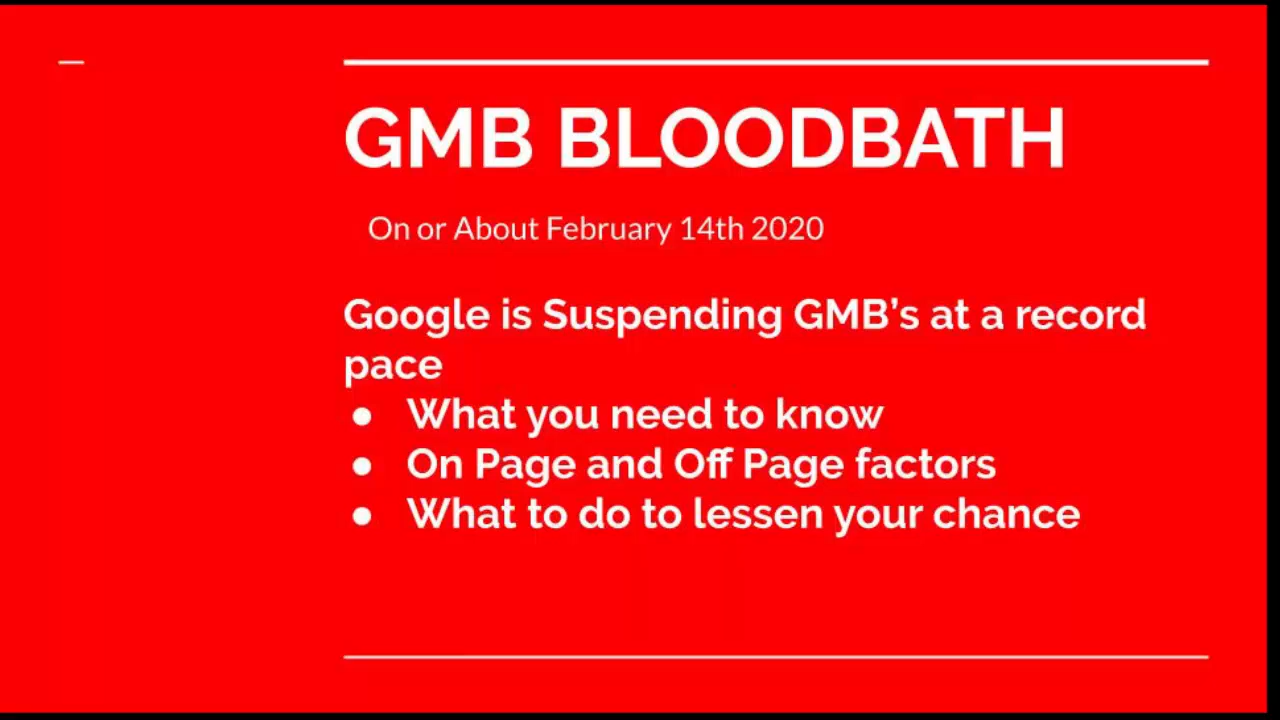 GMB BLOODBATH
On or About February 14th 2020
Google is Suspending GMB's at a record
pace
● What you need to know
● On Page and Off Page factors
● What to do to lessen your chance